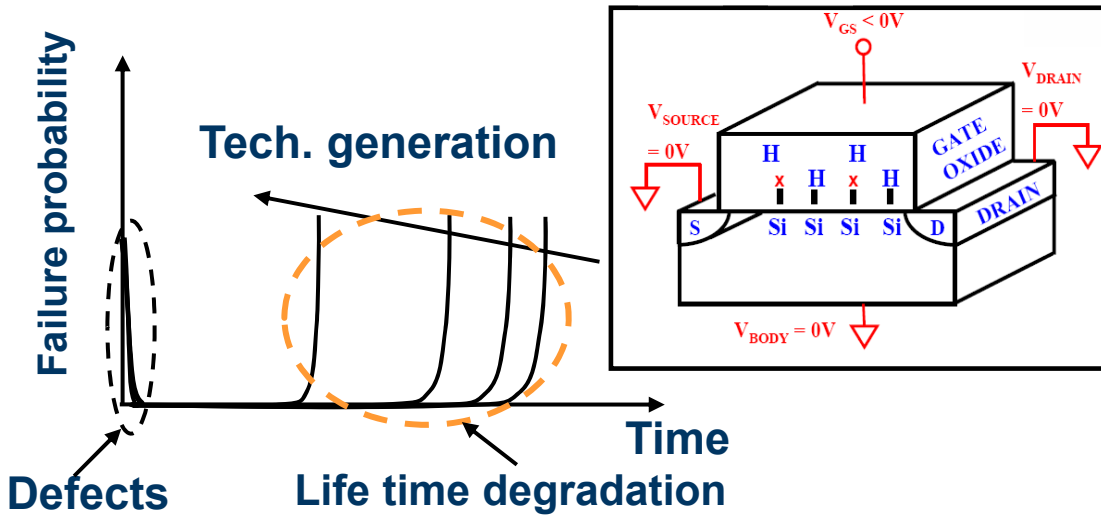 Failure probability
Tech. generation
Time
Defects
Life time degradation
V_GS < 0V
V_DRAIN
= 0V
V_SOURCE
= 0V
H H
x H x H
Si Si Si Si
GATE
OXIDE
DRAIN
S
D
V_BODY = 0V